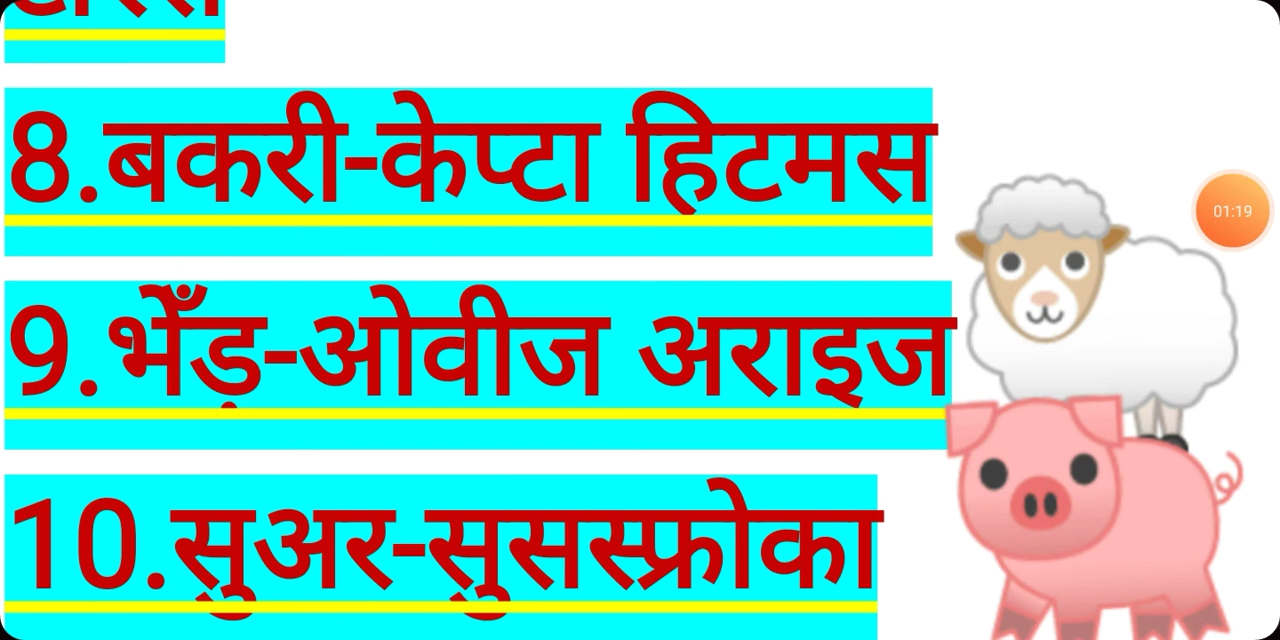 8.बकरी-केप्टा हिटमस
01:19
9.भेँड़-ओवीज अराइज
10.सुअर-सुसस्फ्रोका